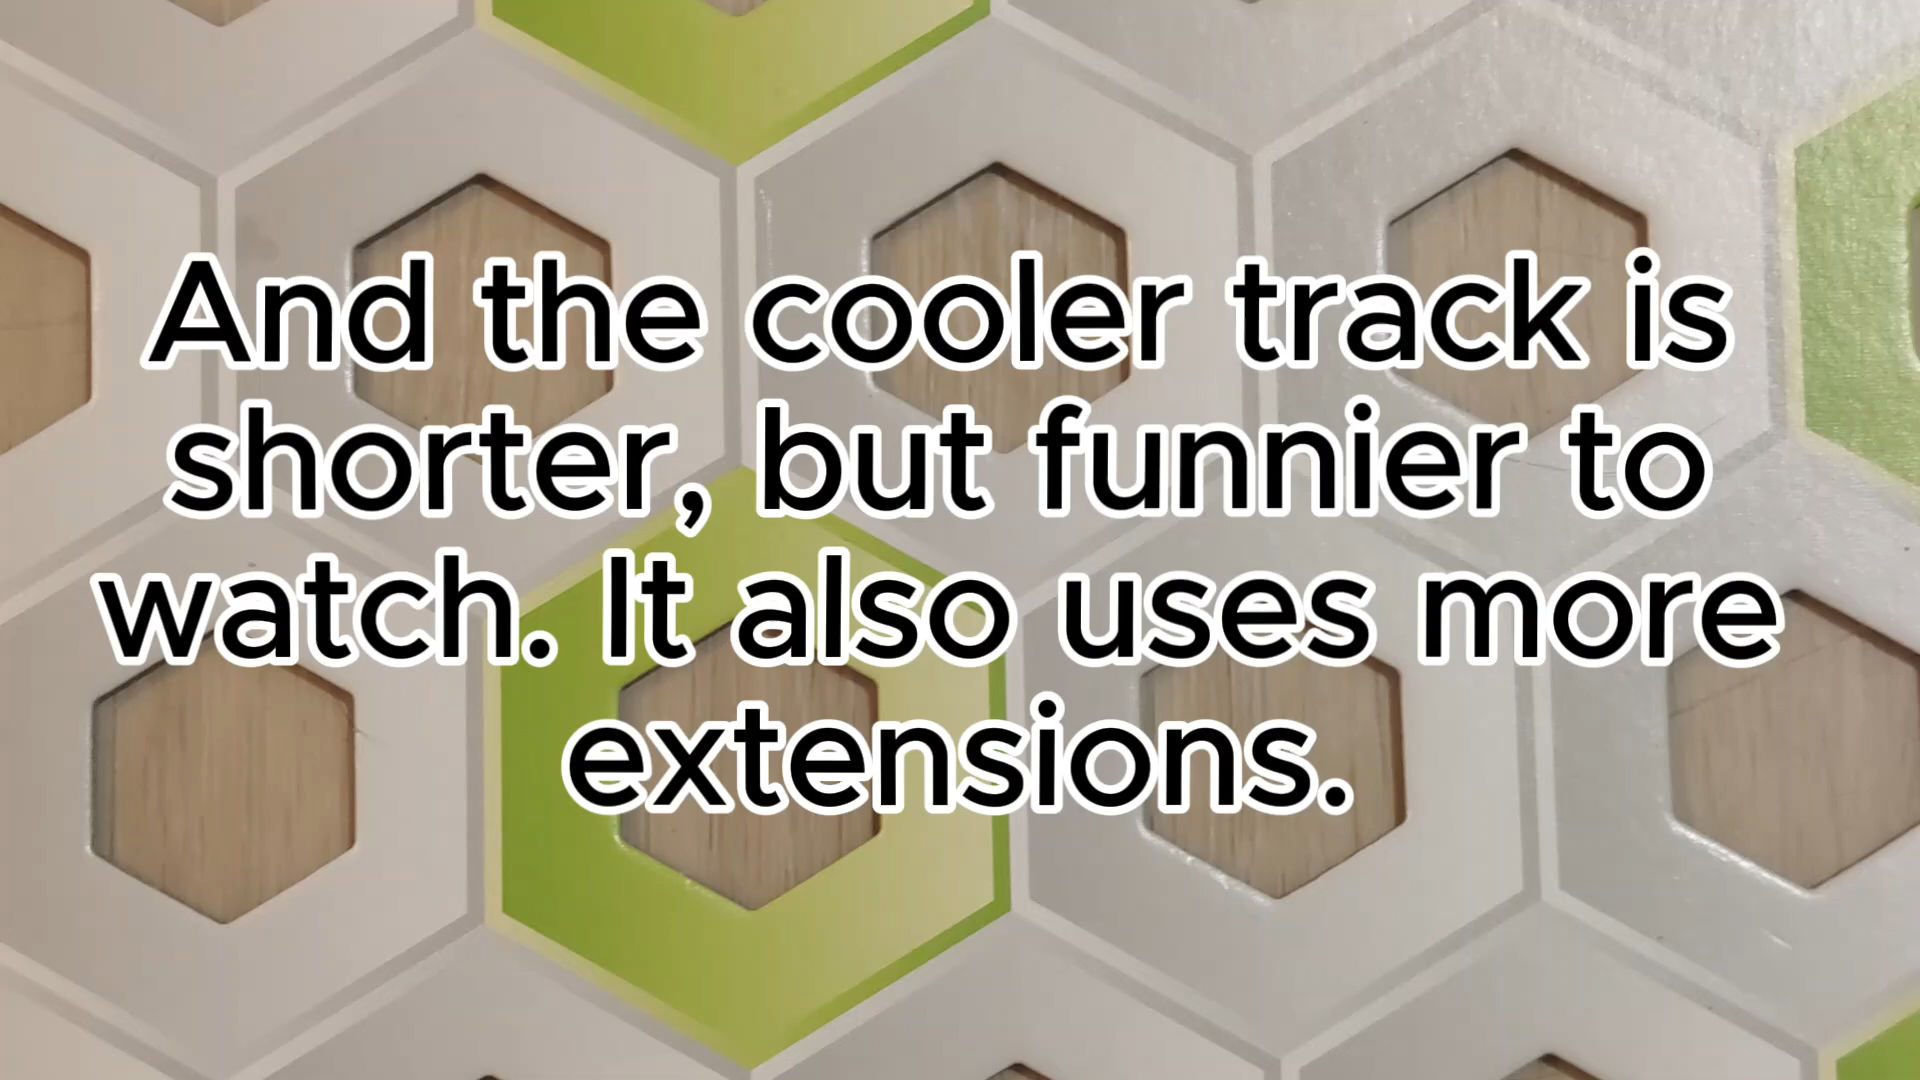 And the cooler track is
shorter, but funnier to
watch. It also uses more
extensions.